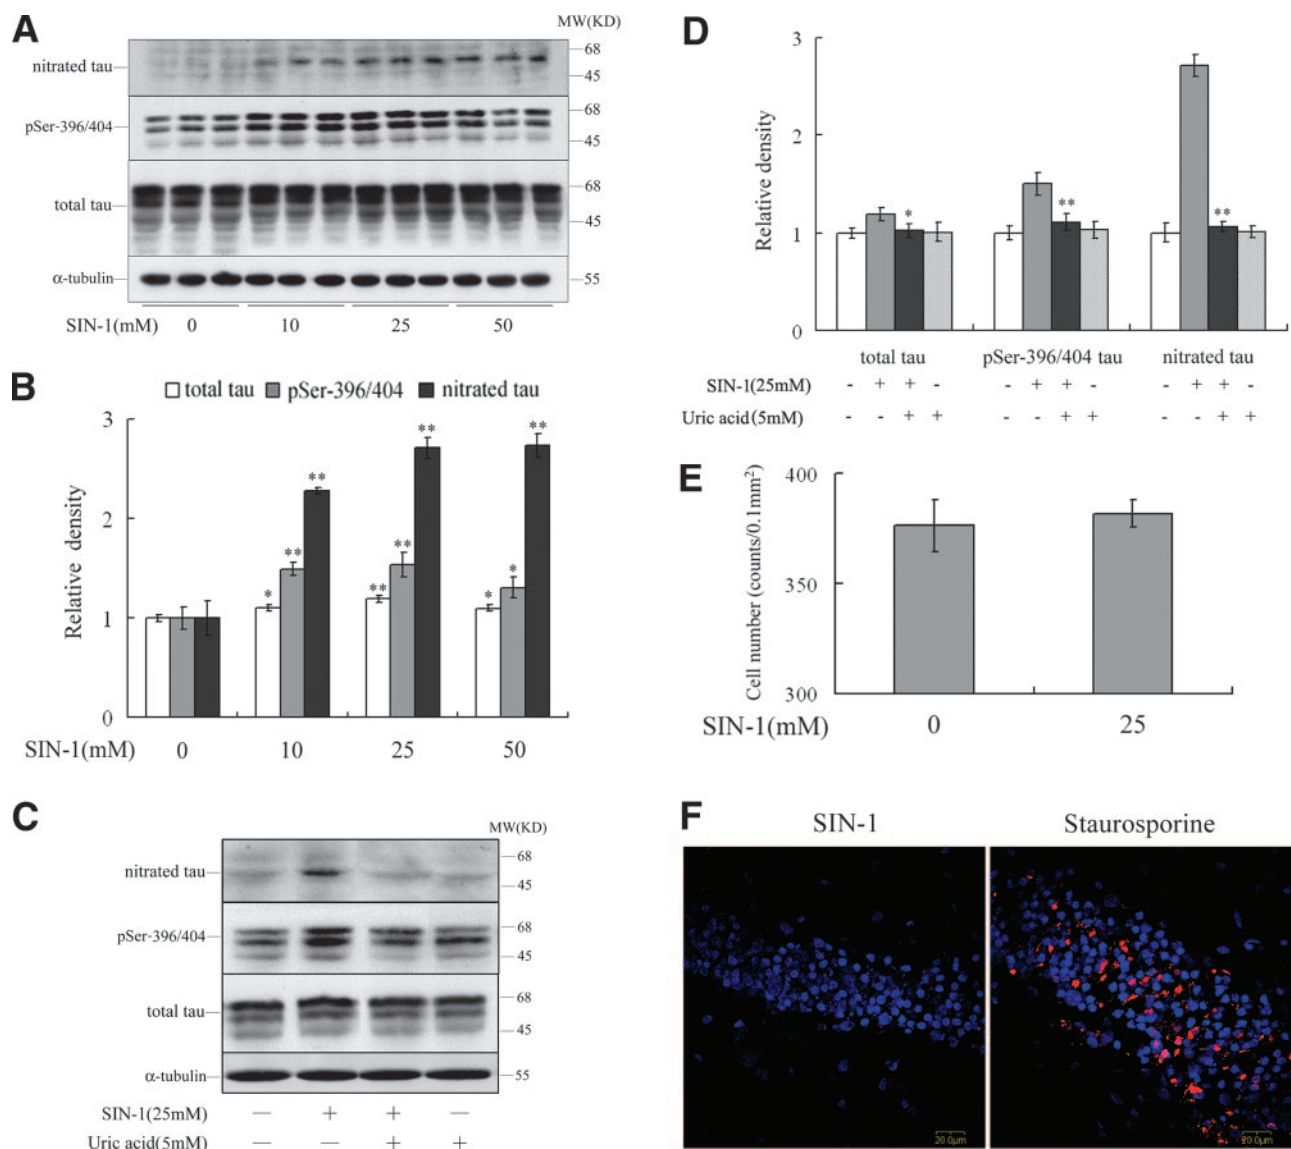 A
MW(KD)
nitrated tau
68
45
pSer-396/404
68
45
total tau
68
45
α-tubulin
55
SIN-1(mM) 0 10 25 50
B
total tau pSer-396/404 nitrated tau
Relative density
3
2
1
0
* ** **
** ** **
* * **
SIN-1(mM) 0 10 25 50
C
MW(KD)
nitrated tau
68
45
pSer-396/404
68
45
total tau
68
45
α-tubulin
55
SIN-1(25mM) — + + —
Uric acid(5mM) — — + +
D
Relative density
3
2
1
0
* ** **
total tau pSer-396/404 tau nitrated tau
SIN-1(25mM) - + + - - + + - - + + -
Uric acid(5mM) - - + + - - + + - - + +
E
Cell number (counts/0.1mm²)
400
350
300
SIN-1(mM) 0 25
F
SIN-1 Staurosporine
20.0μm 20.0μm